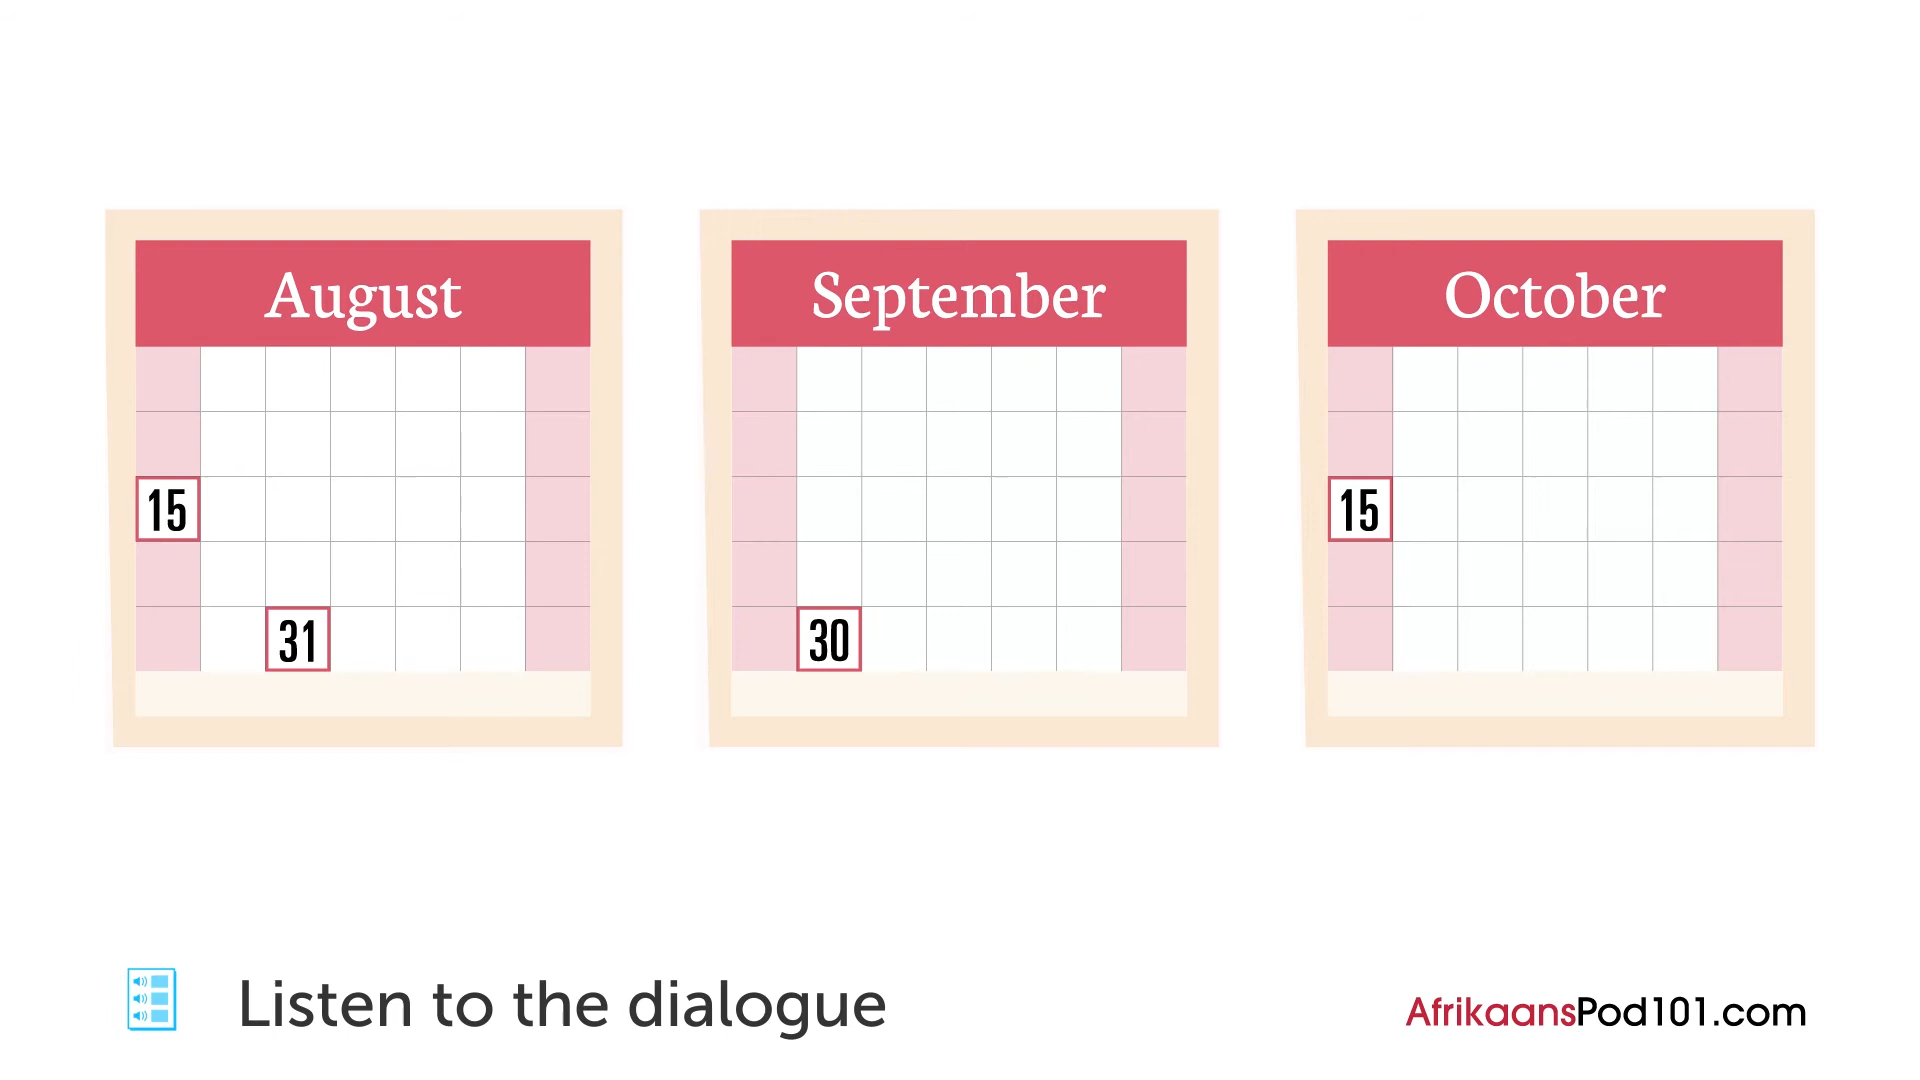 August
15
31
September
30
October
15
Listen to the dialogue
AfrikaansPod101.com